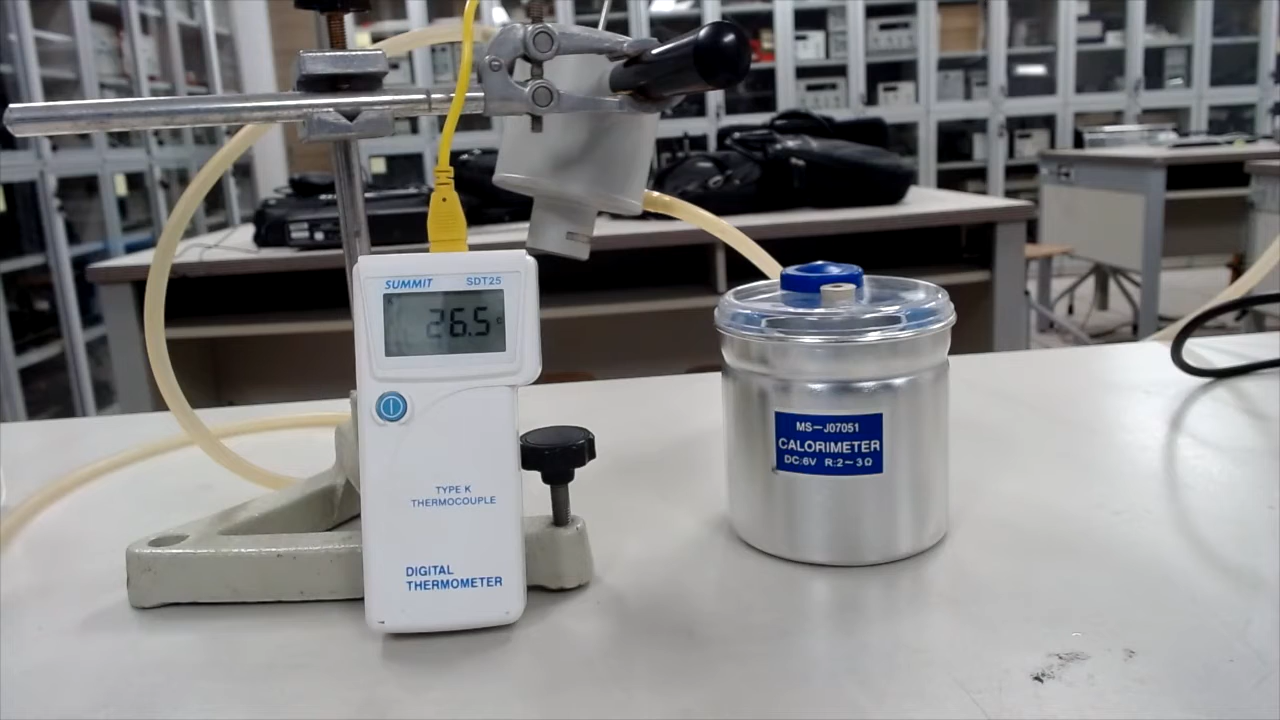 SUMMIT SDT25
26.5 °C
TYPE K
THERMOCOUPLE
DIGITAL
THERMOMETER
MS-J07051
CALORIMETER
DC:6V R:2~3Ω